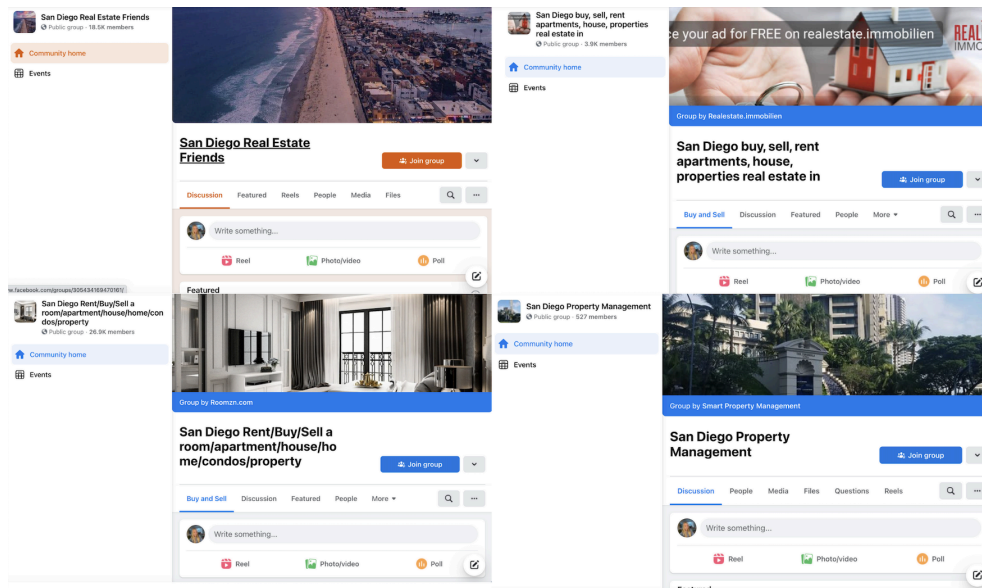 San Diego Real Estate Friends
Public group · 18.5K members
Community home
Events
San Diego Real Estate
Friends
Join group
Discussion Featured Reels People Media Files
Write something...
Reel Photo/video Poll
Featured
w.facebook.com/groups/305434169470161/
San Diego buy, sell, rent
apartments, house, properties
real estate in
Public group · 3.9K members
Community home
Events
ce your ad for FREE on realestate.immobilien
REAL
IMMO
Group by Realestate.immobilien
San Diego buy, sell, rent
apartments, house,
properties real estate in
Join group
Buy and Sell Discussion Featured People More
Write something...
Reel Photo/video Poll
San Diego Rent/Buy/Sell a
room/apartment/house/home/con
dos/property
Public group · 26.9K members
Community home
Events
Group by Roomzn.com
San Diego Rent/Buy/Sell a
room/apartment/house/ho
me/condos/property
Join group
Buy and Sell Discussion Featured People More
Write something...
Reel Photo/video Poll
San Diego Property Management
Public group · 527 members
Community home
Events
Group by Smart Property Management
San Diego Property
Management
Join group
Discussion People Media Files Questions Reels
Write something...
Reel Photo/video Poll